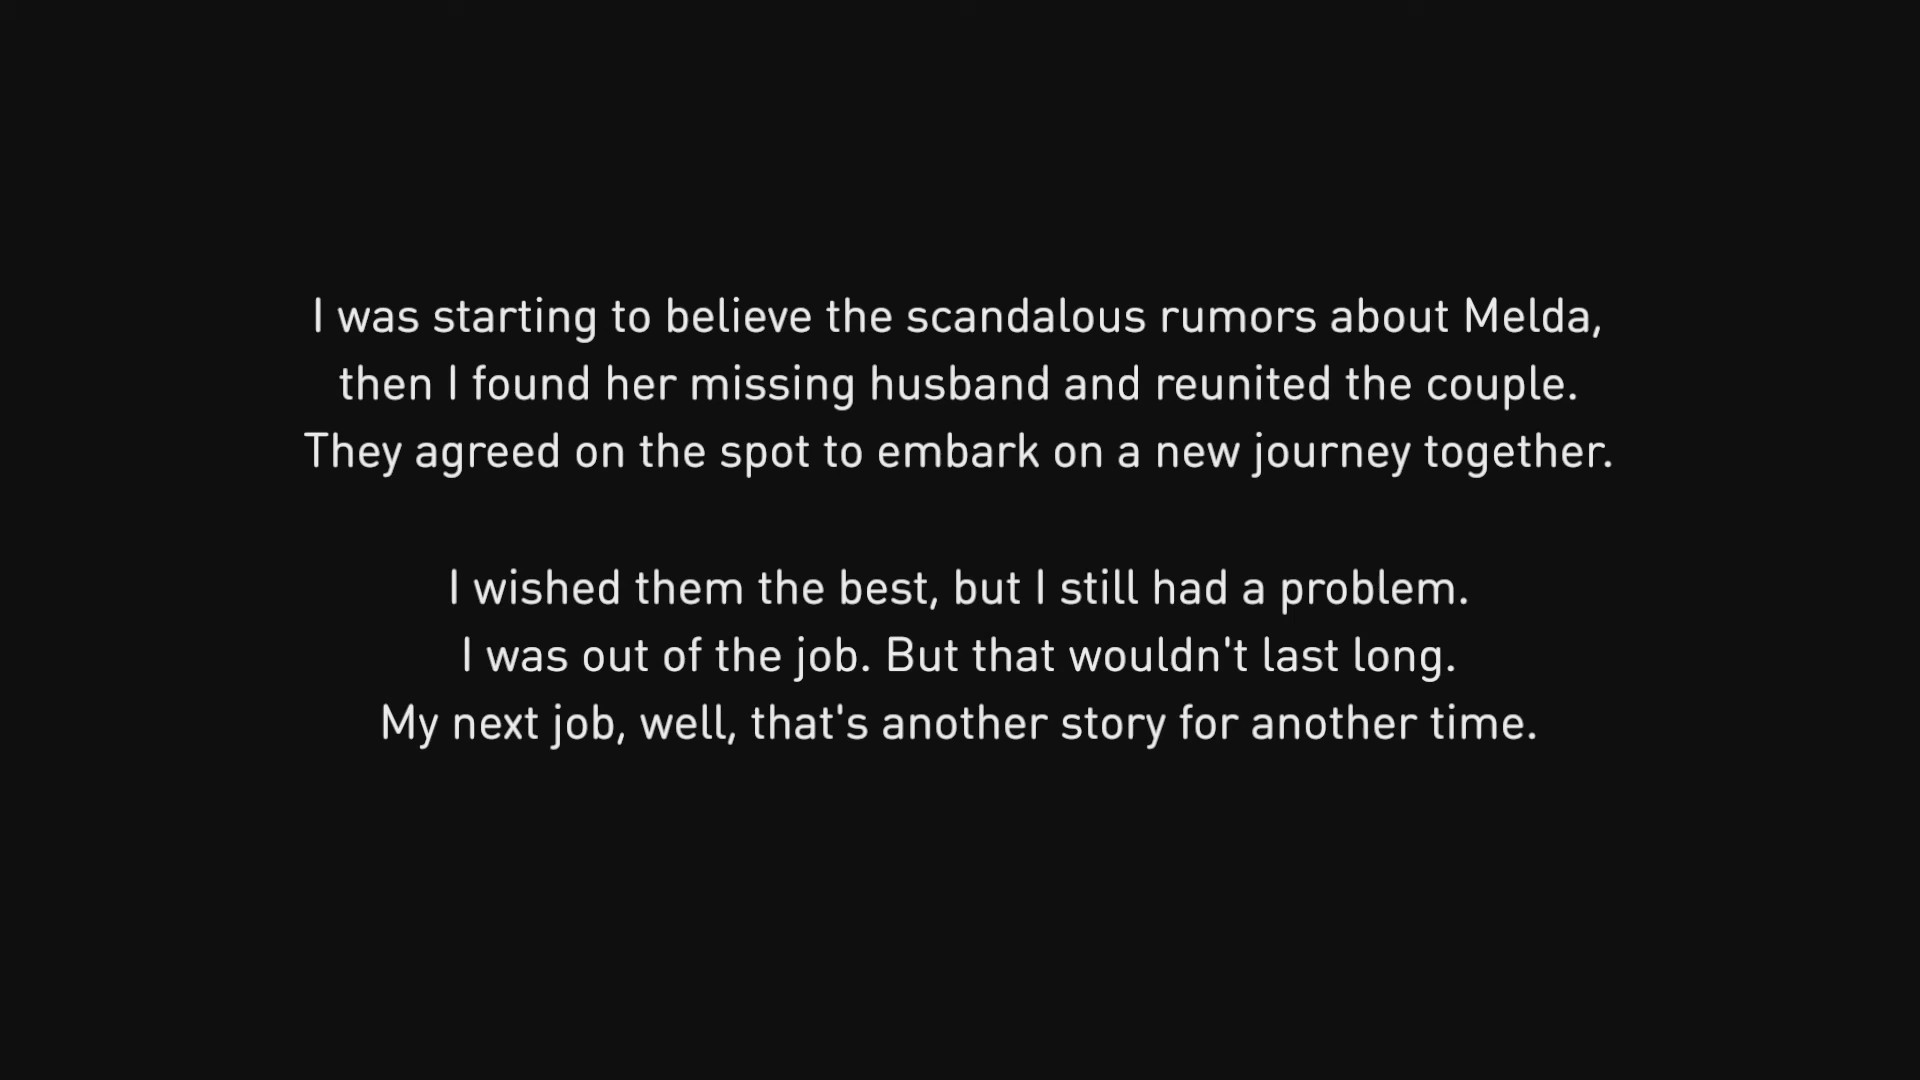 I was starting to believe the scandalous rumors about Melda,
then I found her missing husband and reunited the couple.
They agreed on the spot to embark on a new journey together.
I wished them the best, but I still had a problem.
I was out of the job. But that wouldn't last long.
My next job, well, that's another story for another time.